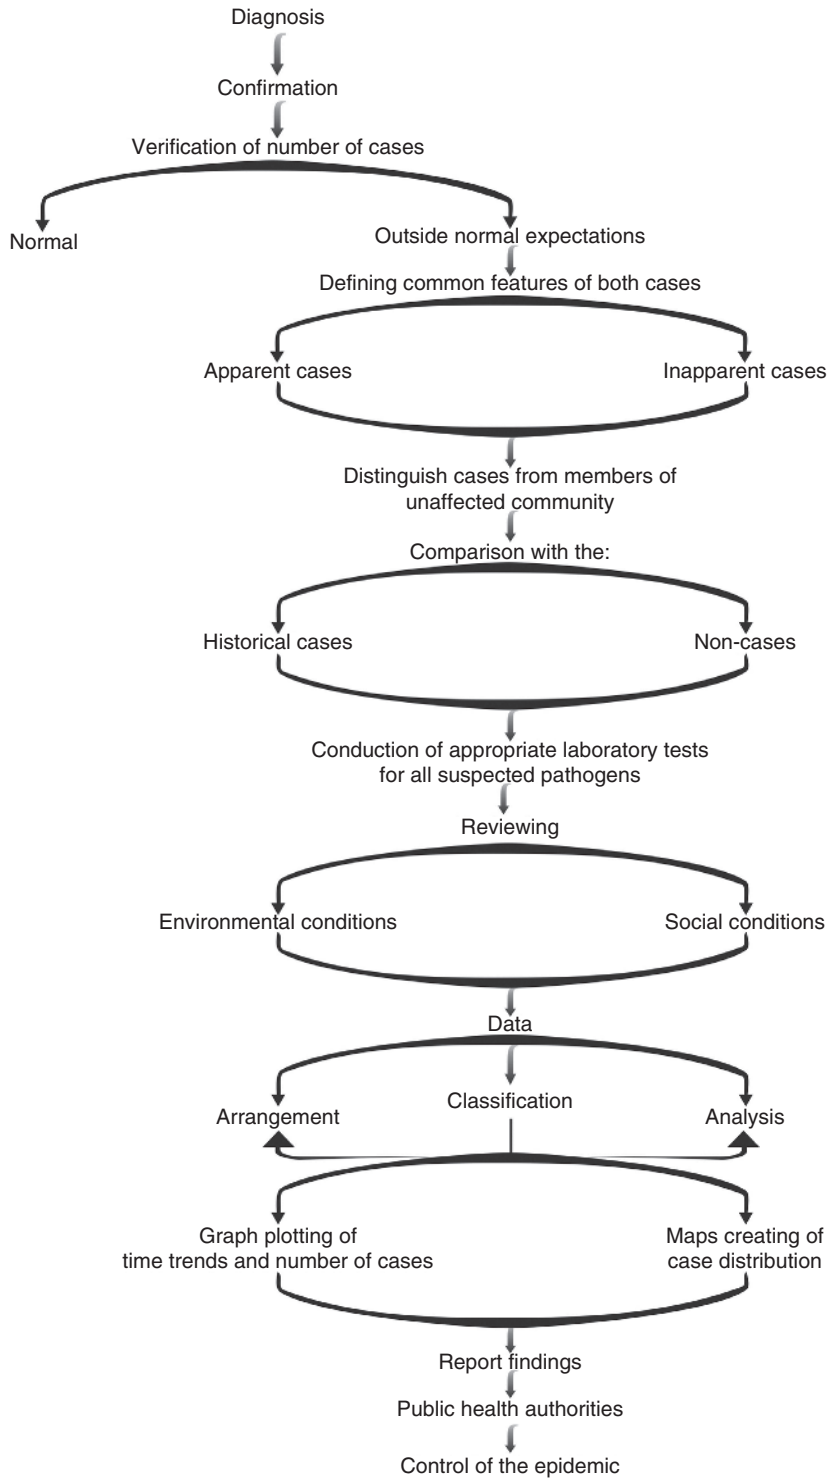 Diagnosis
Confirmation
Verification of number of cases
Normal
Outside normal expectations
Defining common features of both cases
Apparent cases
Inapparent cases
Distinguish cases from members of
unaffected community
Comparison with the:
Historical cases
Non-cases
Conduction of appropriate laboratory tests
for all suspected pathogens
Reviewing
Environmental conditions
Social conditions
Data
Arrangement
Classification
Analysis
Graph plotting of
time trends and number of cases
Maps creating of
case distribution
Report findings
Public health authorities
Control of the epidemic